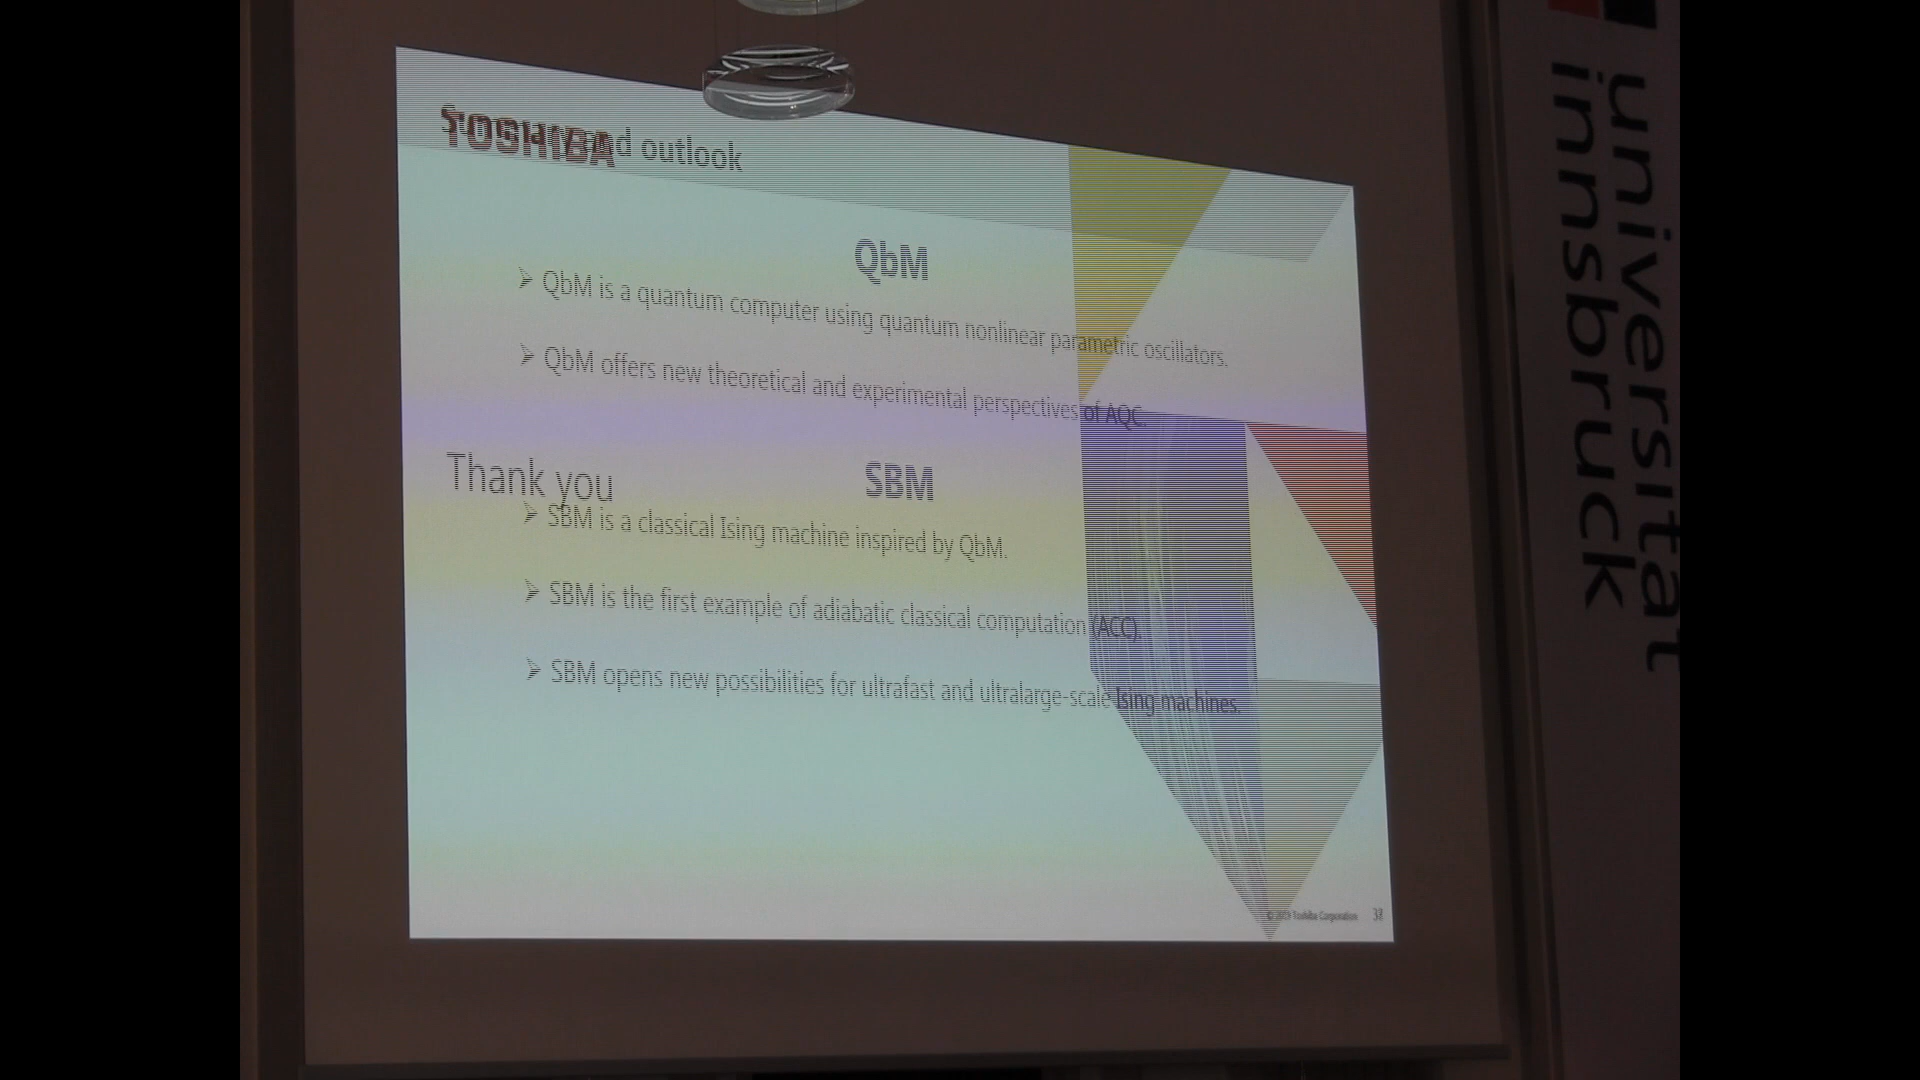 Summary and outlook
TOSHIBA
QbM
➤ QbM is a quantum computer using quantum nonlinear parametric oscillators.
➤ QbM offers new theoretical and experimental perspectives of AQC.
Thank you
SBM
➤ SBM is a classical Ising machine inspired by QbM.
➤ SBM is the first example of adiabatic classical computation (ACC).
➤ SBM opens new possibilities for ultrafast and ultralarge-scale Ising machines.
© 2019 Toshiba Corporation
universität
innsbruck